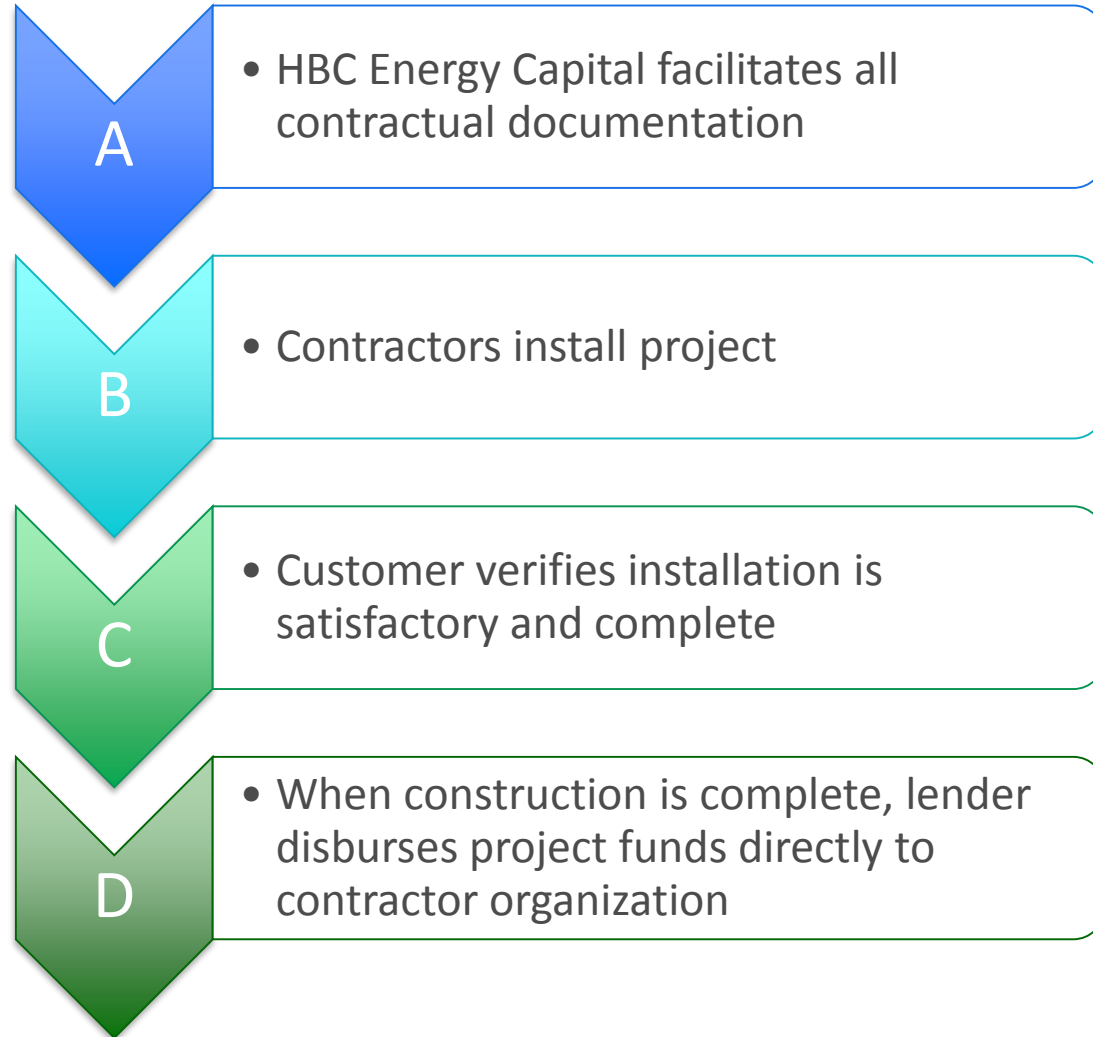 A
• HBC Energy Capital facilitates all
contractual documentation
B
• Contractors install project
C
• Customer verifies installation is
satisfactory and complete
D
• When construction is complete, lender
disburses project funds directly to
contractor organization